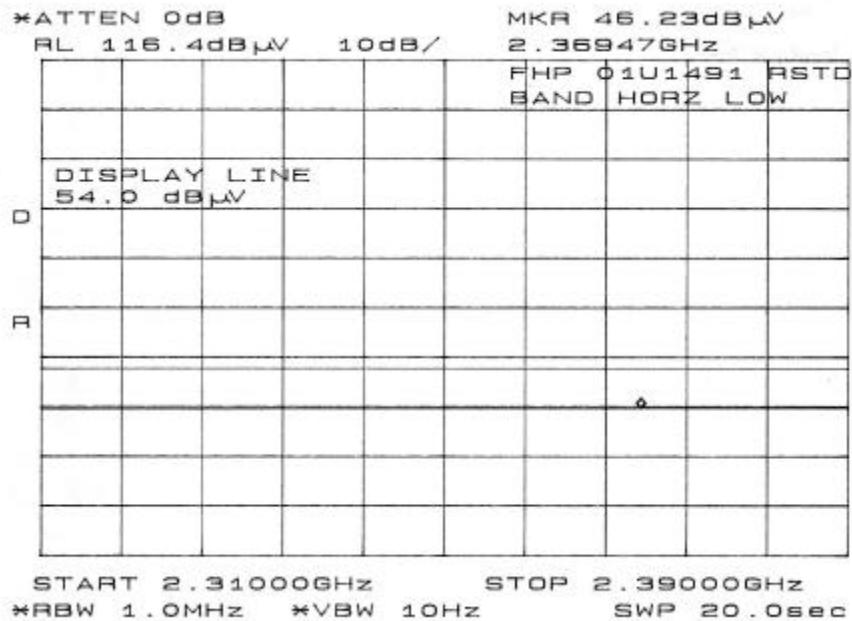 *ATTEN 0dB MKR 46.23dBμV
RL 116.4dBμV 10dB/ 2.36947GHz
FHP 01U1491 RSTD
BAND HORZ LOW
DISPLAY LINE
54.0 dBμV
D
R
START 2.31000GHz STOP 2.39000GHz
*RBW 1.0MHz *VBW 10Hz SWP 20.0sec